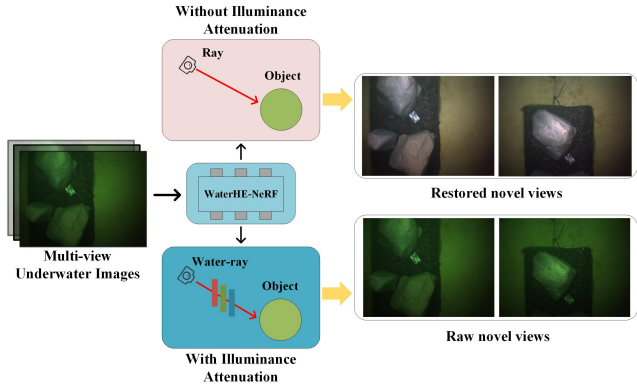 Without Illuminance
Attenuation
Ray
Object
Restored novel views
WaterHE-NeRF
Multi-view
Underwater Images
Water-ray
Object
Raw novel views
With Illuminance
Attenuation